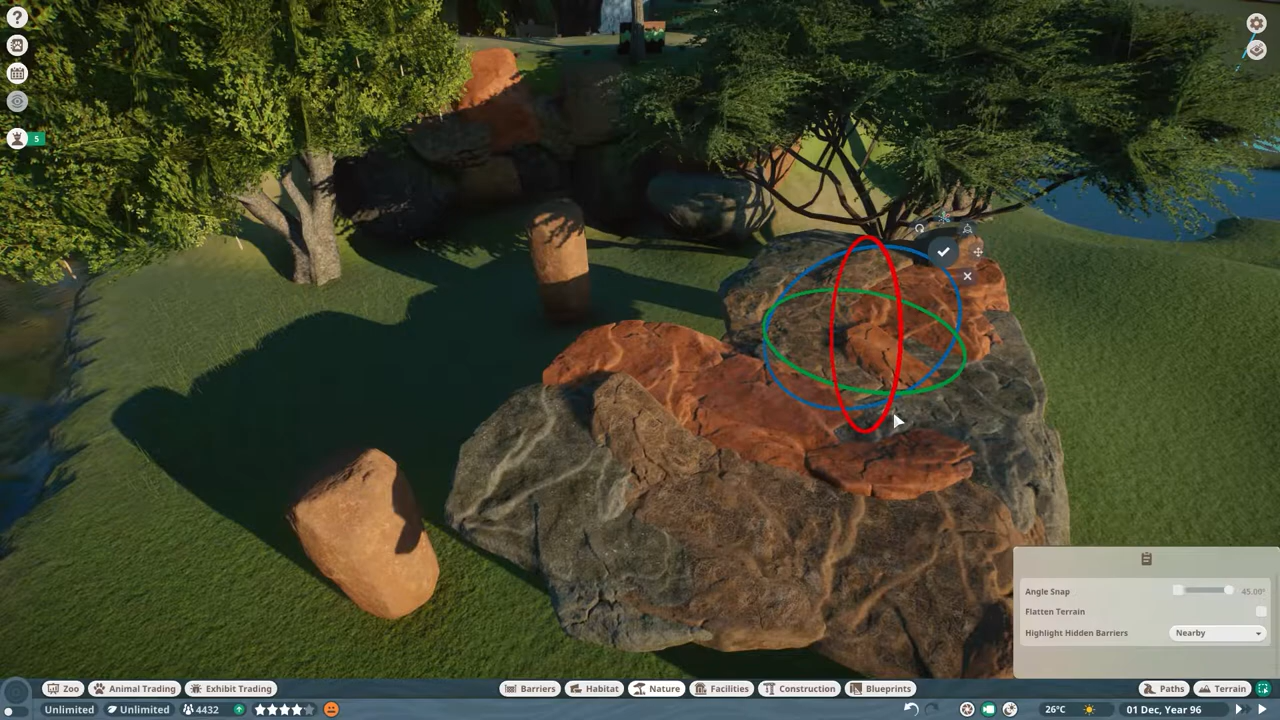 ?
5
Angle Snap 45.00°
Flatten Terrain
Highlight Hidden Barriers Nearby
Zoo Animal Trading Exhibit Trading Barriers Habitat Nature Facilities Construction Blueprints Paths Terrain
Unlimited Unlimited 4432 26°C 01 Dec, Year 96